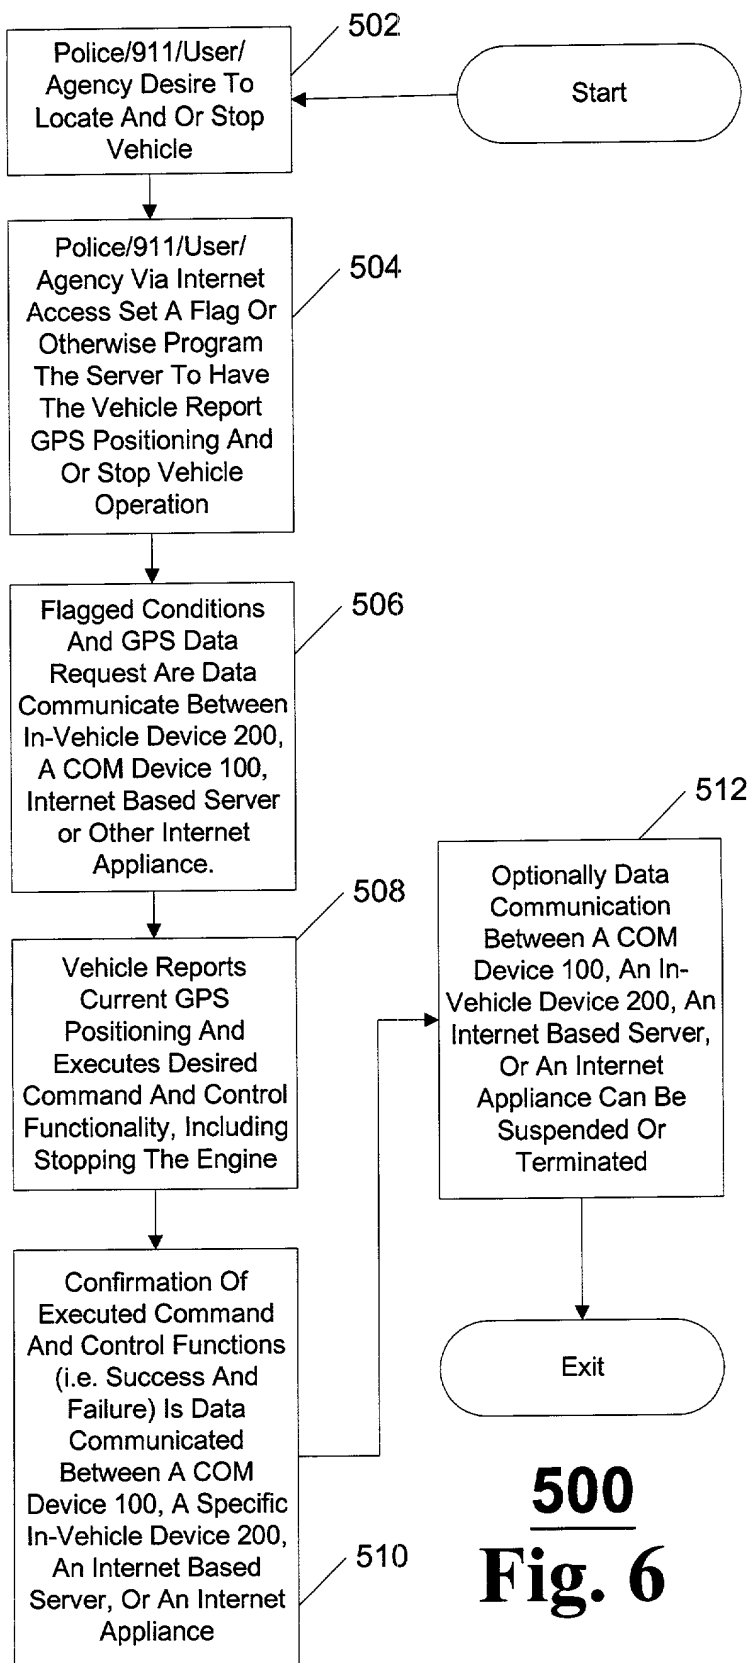 Start
502
Police/911/User/
Agency Desire To
Locate And Or Stop
Vehicle
504
Police/911/User/
Agency Via Internet
Access Set A Flag Or
Otherwise Program
The Server To Have
The Vehicle Report
GPS Positioning And
Or Stop Vehicle
Operation
506
Flagged Conditions
And GPS Data
Request Are Data
Communicate Between
In-Vehicle Device 200,
A COM Device 100,
Internet Based Server
or Other Internet
Appliance.
508
Vehicle Reports
Current GPS
Positioning And
Executes Desired
Command And Control
Functionality, Including
Stopping The Engine
510
Confirmation Of
Executed Command
And Control Functions
(i.e. Success And
Failure) Is Data
Communicated
Between A COM
Device 100, A Specific
In-Vehicle Device 200,
An Internet Based
Server, Or An Internet
Appliance
512
Optionally Data
Communication
Between A COM
Device 100, An In-
Vehicle Device 200, An
Internet Based Server,
Or An Internet
Appliance Can Be
Suspended Or
Terminated
Exit
500
Fig. 6